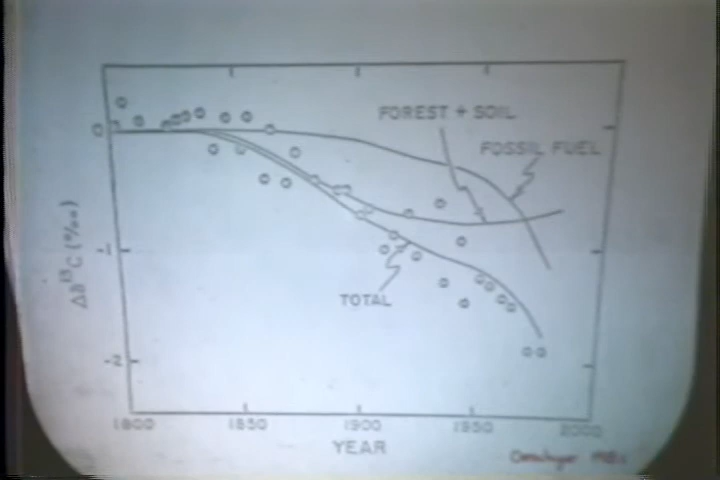 FOREST + SOIL
FOSSIL FUEL
0
-1
Δδ¹³C (‰)
TOTAL
-2
1800 1850 1900 1950 2000
YEAR